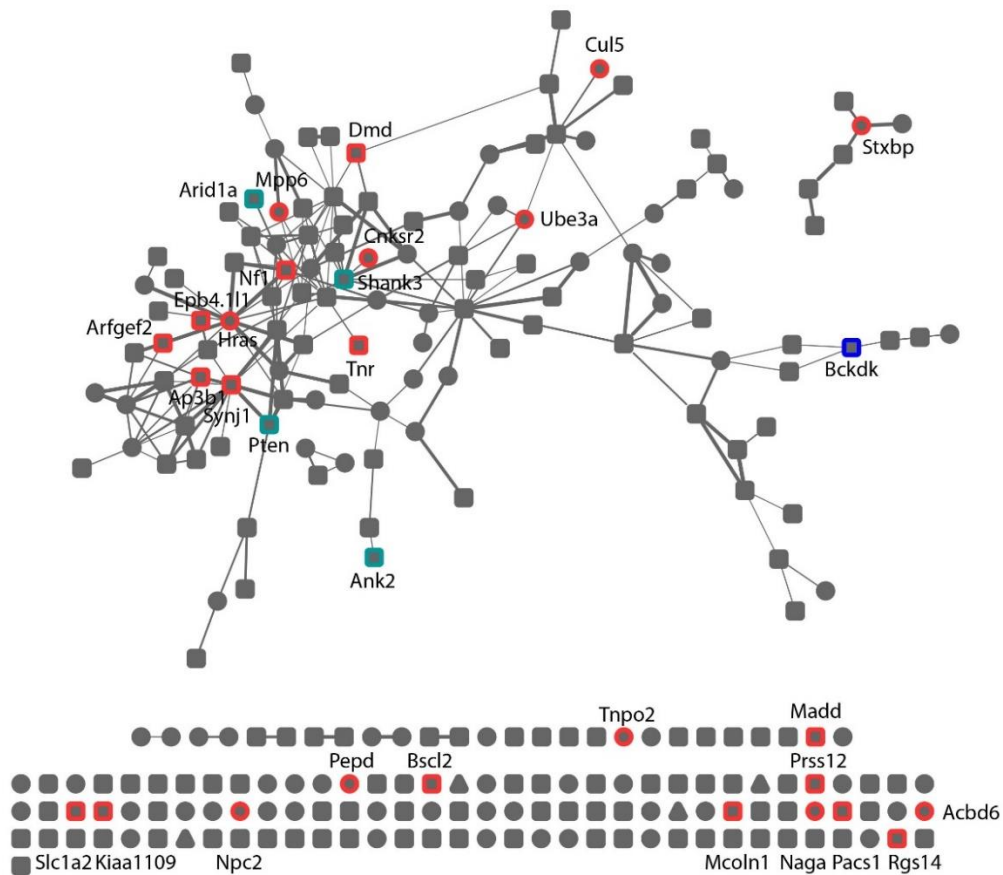 Cul5
Dmd
Stxbp
Mpp6
Arid1a
Ube3a
Cnksr2
Nf1
Shank3
Epb4.1l1
Arfgef2
Hras
Tnr
Bckdk
Ap3b1
Synj1
Pten
Ank2
Tnpo2
Madd
Pepd
Bscl2
Prss12
Acbd6
Slc1a2
Kiaa1109
Npc2
Mcoln1
Naga
Pacs1
Rgs14